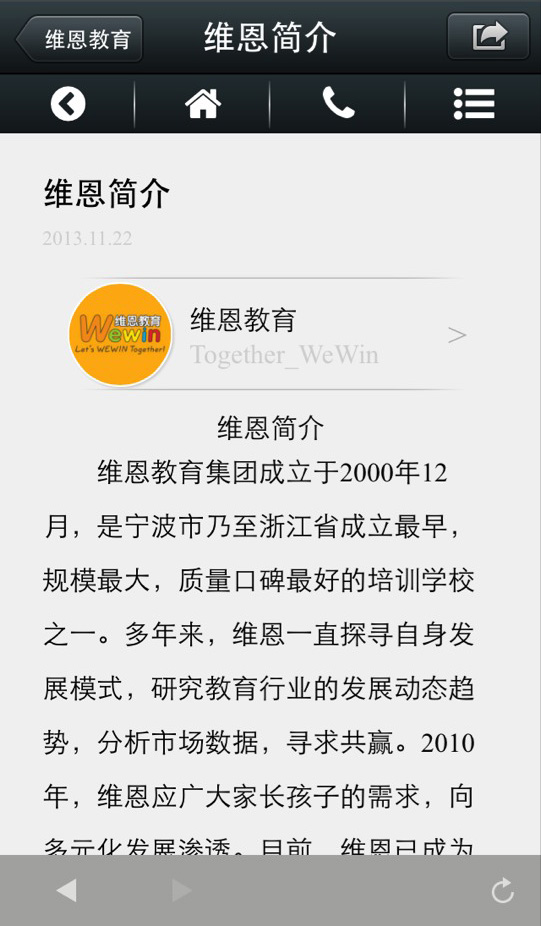 维恩教育
维恩简介
维恩简介
2013.11.22
维恩教育
Wewin
Let's WEWIN Together!
维恩教育
Together_WeWin
>
维恩简介
维恩教育集团成立于2000年12
月，是宁波市乃至浙江省成立最早，
规模最大，质量口碑最好的培训学校
之一。多年来，维恩一直探寻自身发
展模式，研究教育行业的发展动态趋
势，分析市场数据，寻求共赢。2010
年，维恩应广大家长孩子的需求，向
多元化发展渗透。目前，维恩已成为